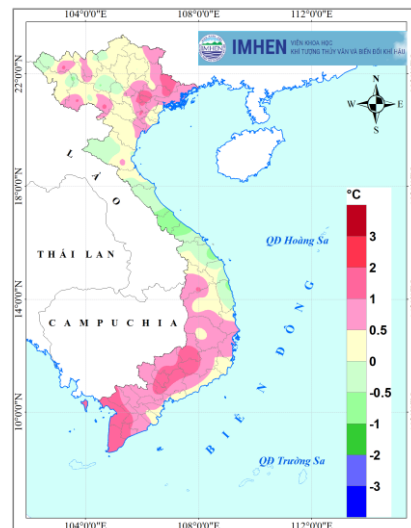 104°0'0"E
108°0'0"E
112°0'0"E
IMHEN
VIỆN KHOA HỌC
KHÍ TƯỢNG THỦY VĂN VÀ BIẾN ĐỔI KHÍ HẬU
22°0'0"N
18°0'0"N
14°0'0"N
10°0'0"N
N
W
E
S
LÀO
THÁI LAN
CAMPUCHIA
QĐ Hoàng Sa
BIỂN ĐÔNG
QĐ Trường Sa
°C
3
2
1
0.5
0
-0.5
-1
-2
-3
104°0'0"E
108°0'0"E
112°0'0"E